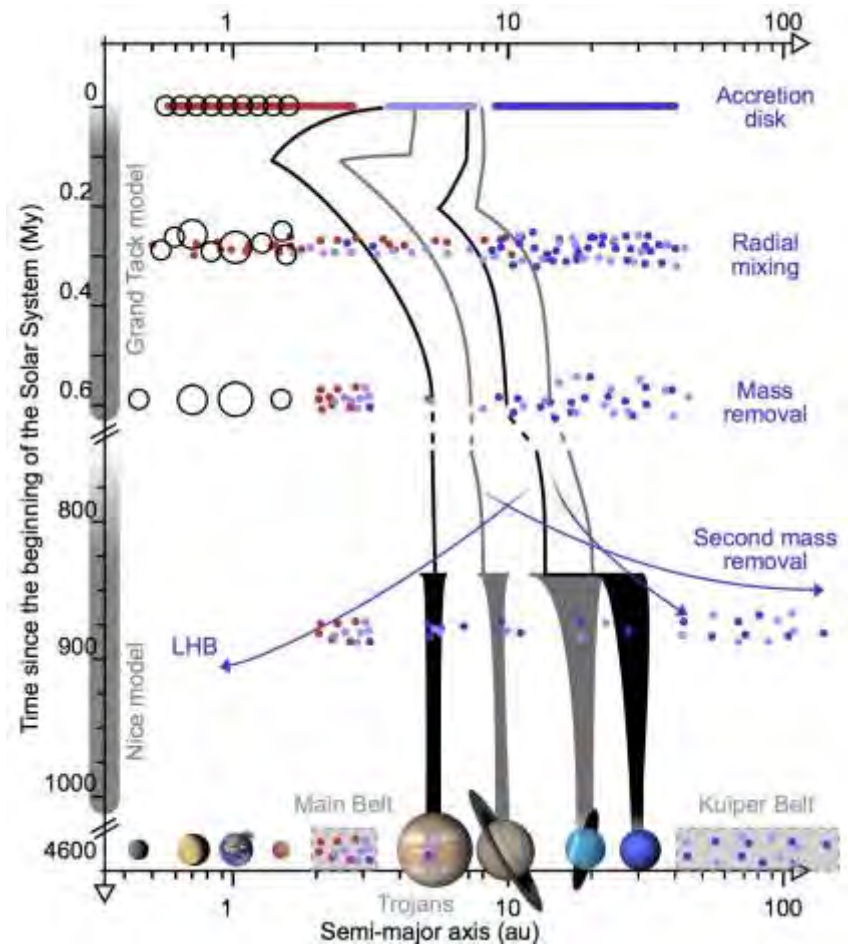 1 10 100
0
Accretion
disk
0.2
Radial
mixing
0.4
0.6
Mass
removal
Grand Tack model
Time since the beginning of the Solar System (My)
800
Second mass
removal
LHB
900
Nice model
1000
Main Belt Kuiper Belt
4600
Trojans
1 10 100
Semi-major axis (au)